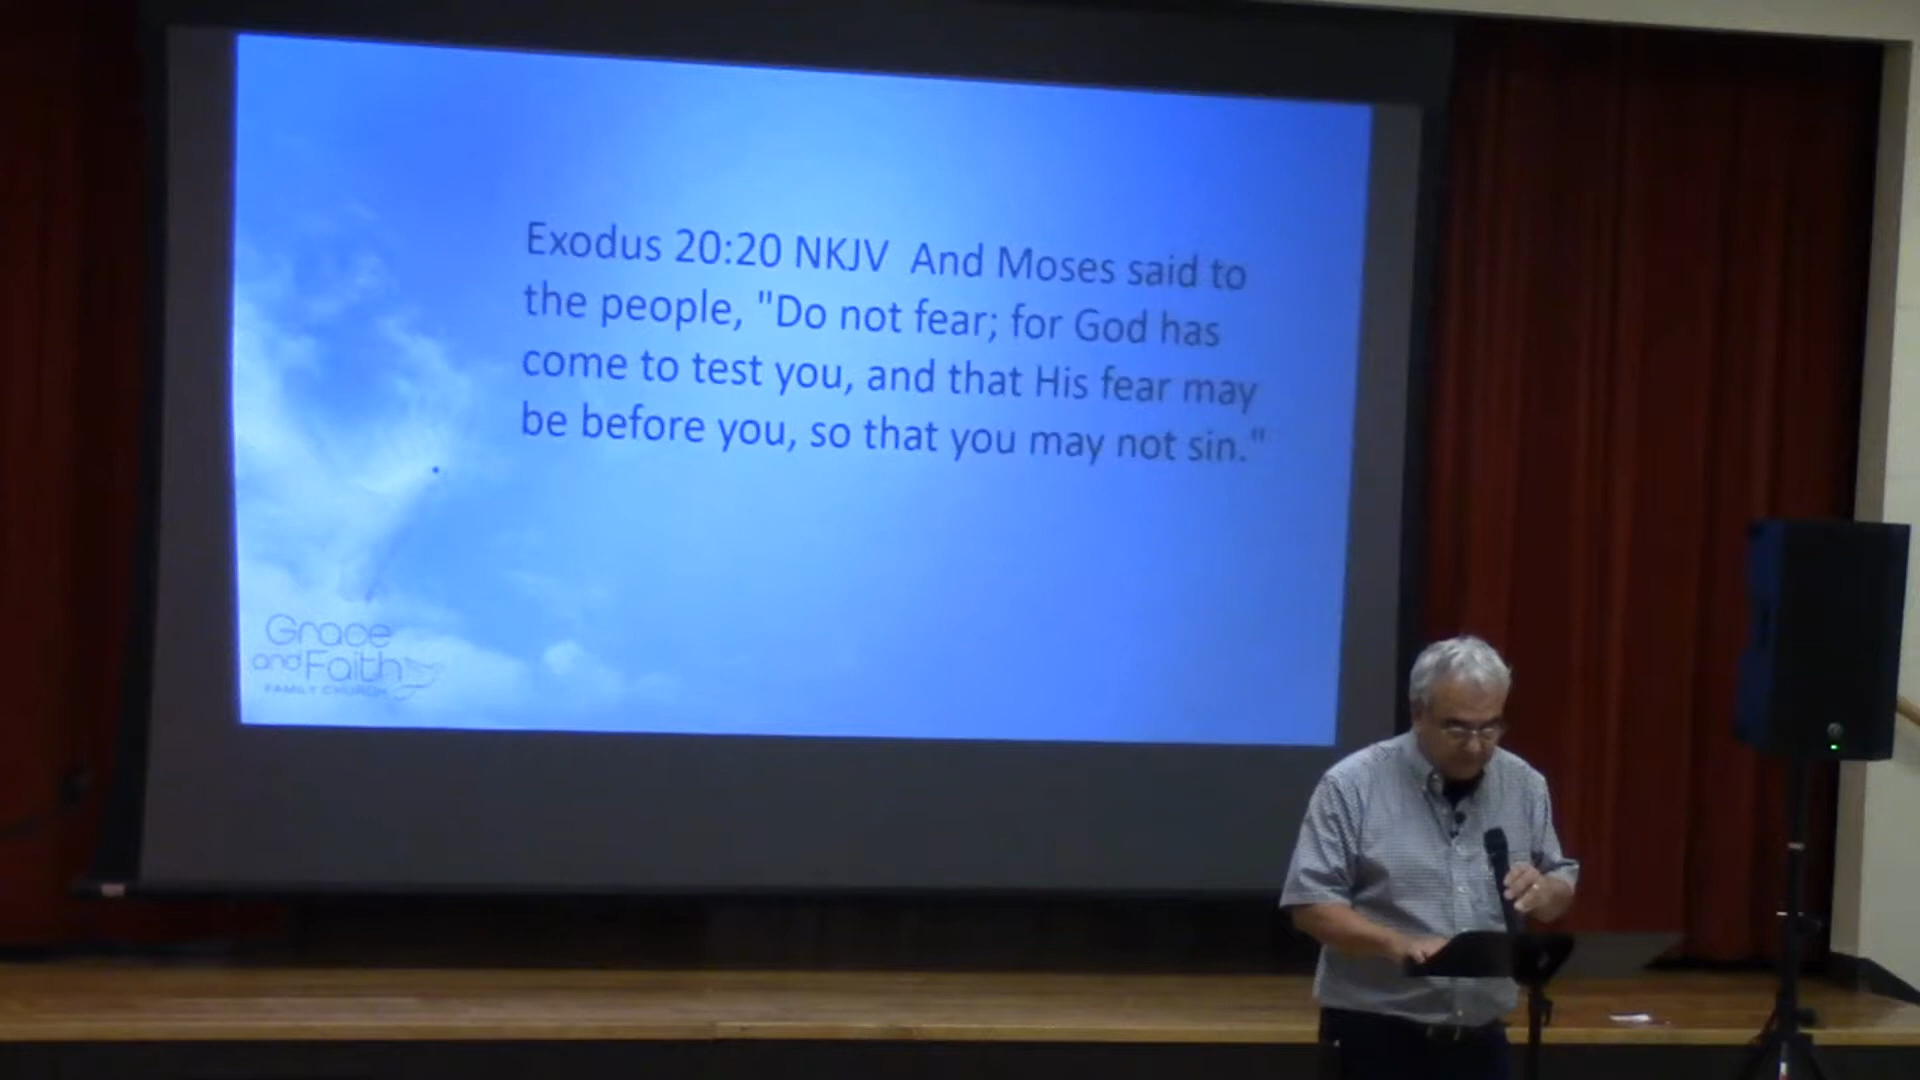 Exodus 20:20 NKJV  And Moses said to
the people, "Do not fear; for God has
come to test you, and that His fear may
be before you, so that you may not sin."
Grace
and Faith
FAMILY CHURCH